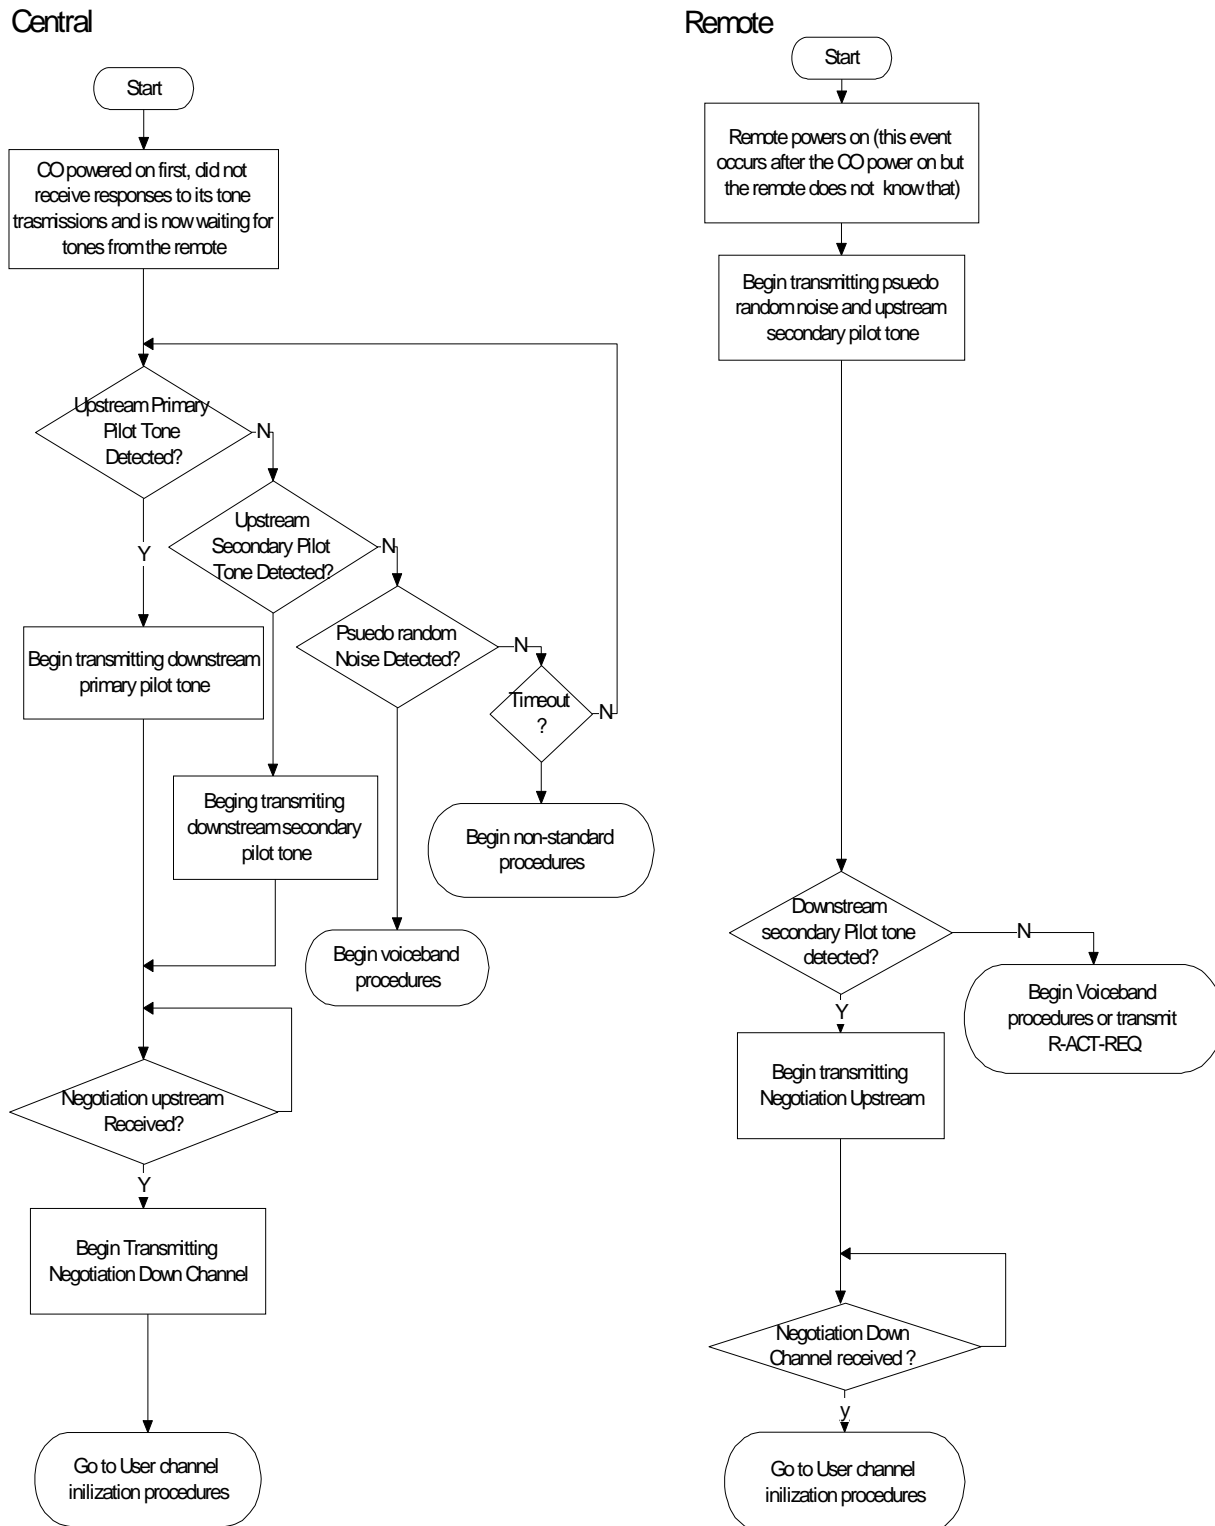 Central
Start
CO powered on first, did not
receive responses to its tone
trasmissions and is now waiting for
tones from the remote
Upstream Primary
Pilot Tone
Detected?
N
Y
Upstream
Secondary Pilot
Tone Detected?
N
Psuedo random
Noise Detected?
N
Timeout
?
N
Begin transmitting downstream
primary pilot tone
Beging transmiting
downstream secondary
pilot tone
Begin non-standard
procedures
Begin voiceband
procedures
Negotiation upstream
Received?
Y
Begin Transmitting
Negotiation Down Channel
Go to User channel
inilization procedures
Remote
Start
Remote powers on (this event
occurs after the CO power on but
the remote does not know that)
Begin transmitting psuedo
random noise and upstream
secondary pilot tone
Downstream
secondary Pilot tone
detected?
N
Y
Begin Voiceband
procedures or transmit
R-ACT-REQ
Begin transmitting
Negotiation Upstream
Negotiation Down
Channel received ?
y
Go to User channel
inilization procedures